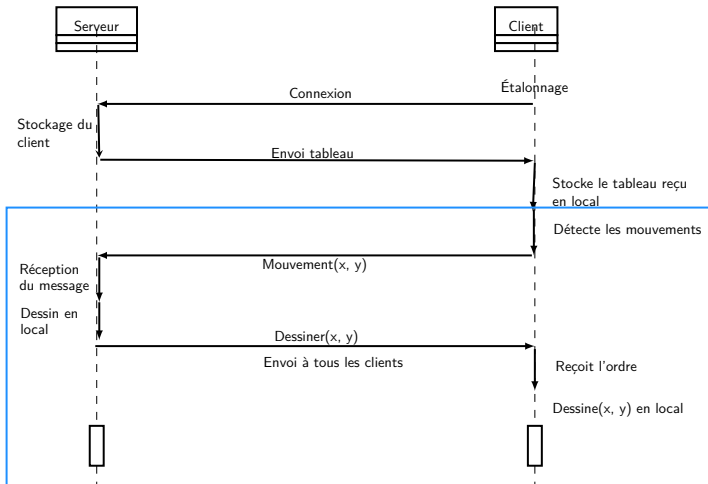 Serveur
Client
Étalonnage
Connexion
Stockage du
client
Envoi tableau
Stocke le tableau reçu
en local
Détecte les mouvements
Mouvement(x, y)
Réception
du message
Dessin en
local
Dessiner(x, y)
Envoi à tous les clients
Reçoit l'ordre
Dessine(x, y) en local